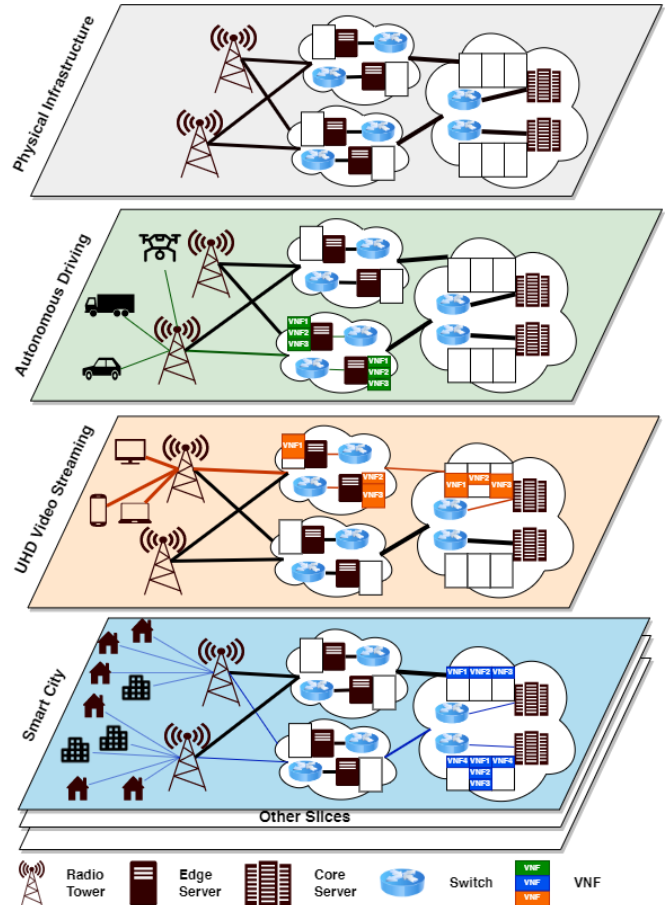 Physical Infrastructure
Autonomous Driving
VNF1
VNF2
VNF3
VNF1
VNF2
VNF3
UHD Video Streaming
VNF1
VNF2
VNF3
VNF2
VNF1 VNF3
Smart City
VNF1 VNF2 VNF3
VNF4 VNF1 VNF4
VNF2
VNF3
Other Slices
Radio
Tower
Edge
Server
Core
Server
Switch
VNF
VNF
VNF
VNF